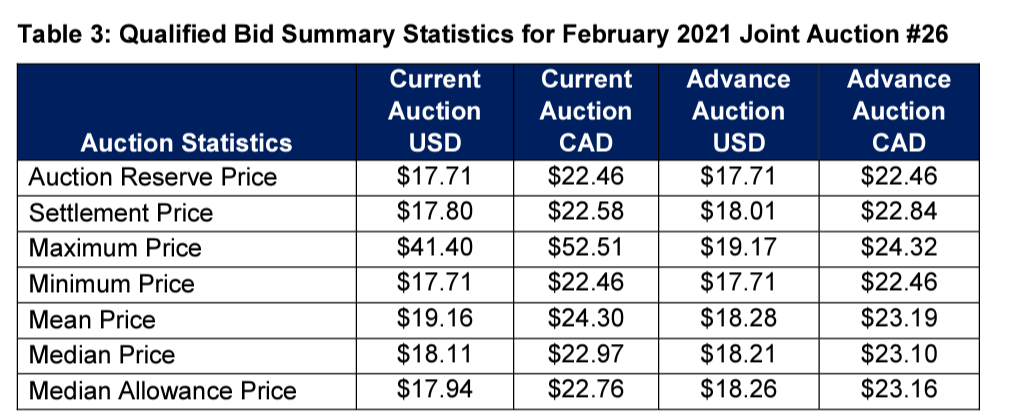 Table 3: Qualified Bid Summary Statistics for February 2021 Joint Auction #26
Auction Statistics Current Auction USD Current Auction CAD Advance Auction USD Advance Auction CAD
Auction Reserve Price $17.71 $22.46 $17.71 $22.46
Settlement Price $17.80 $22.58 $18.01 $22.84
Maximum Price $41.40 $52.51 $19.17 $24.32
Minimum Price $17.71 $22.46 $17.71 $22.46
Mean Price $19.16 $24.30 $18.28 $23.19
Median Price $18.11 $22.97 $18.21 $23.10
Median Allowance Price $17.94 $22.76 $18.26 $23.16